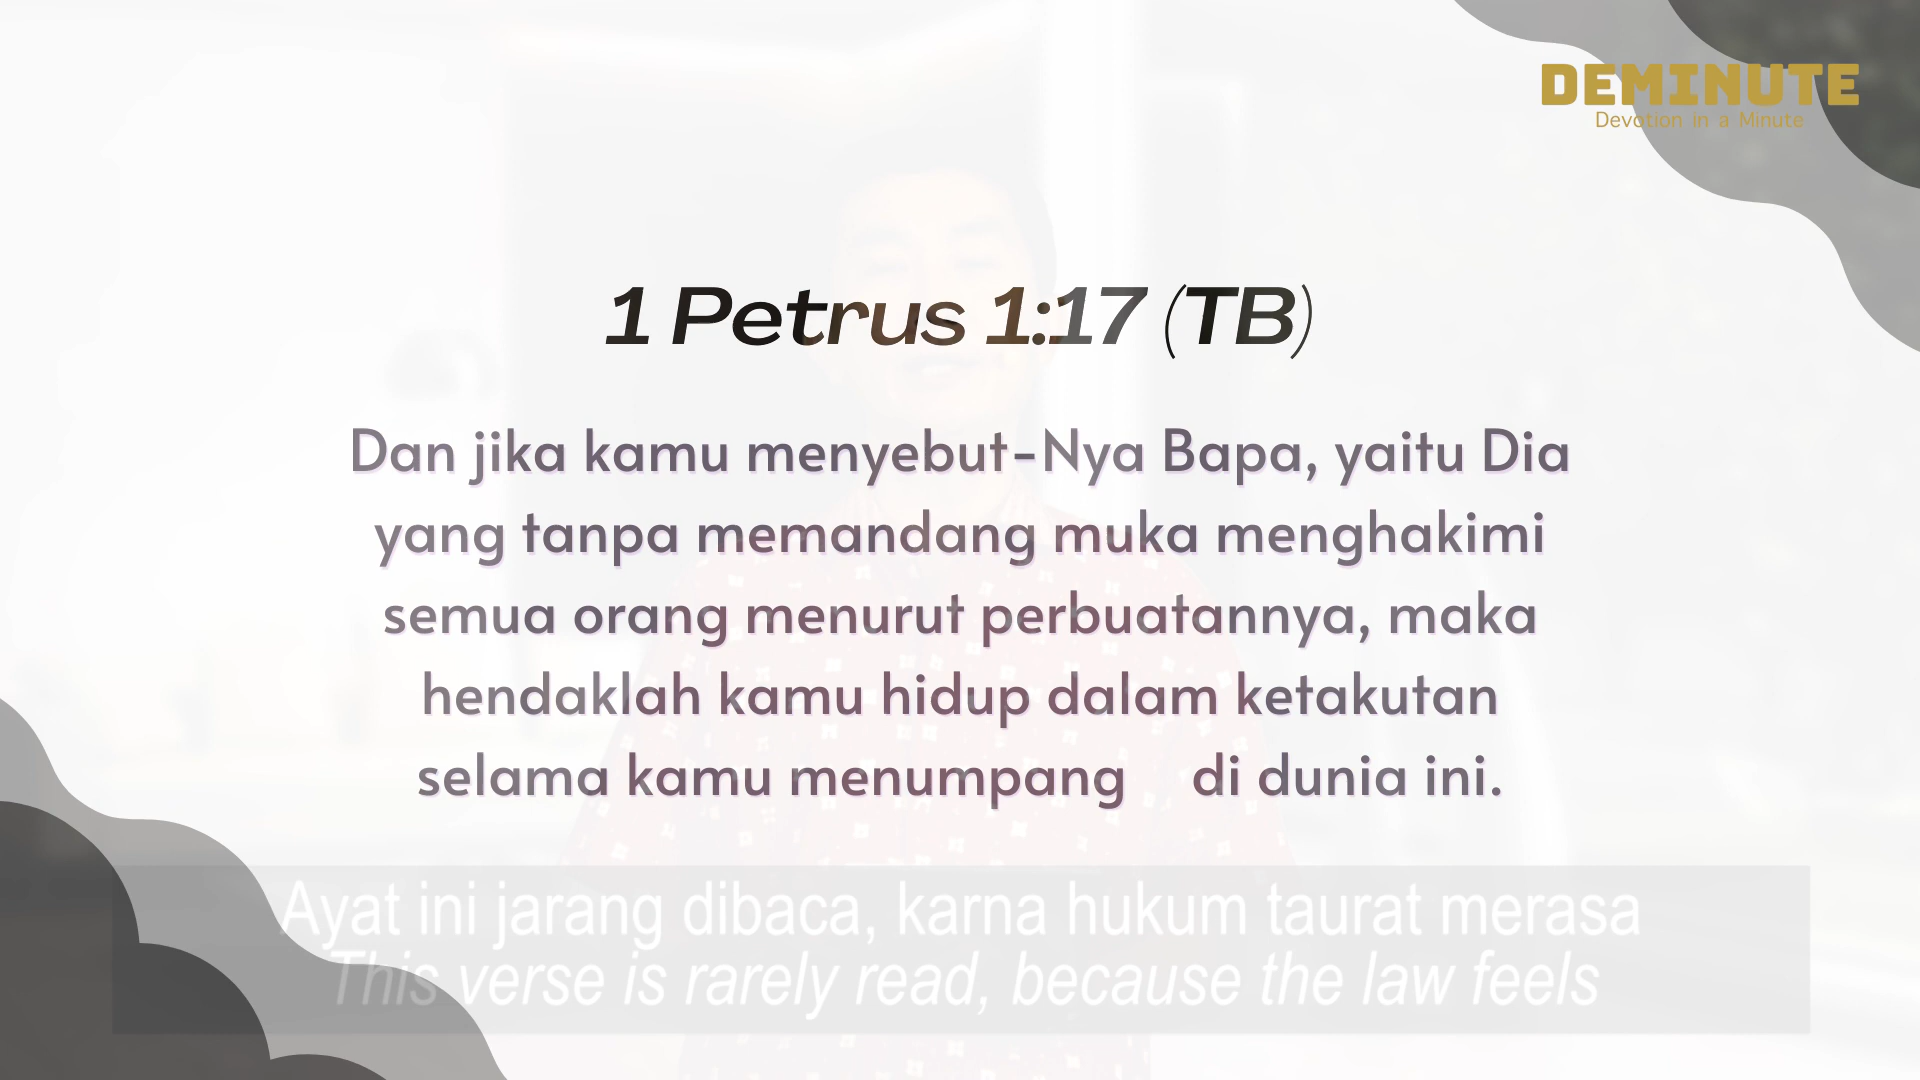 DEMINUTE
Devotion in a Minute
1 Petrus 1:17 (TB)
Dan jika kamu menyebut-Nya Bapa, yaitu Dia
yang tanpa memandang muka menghakimi
semua orang menurut perbuatannya, maka
hendaklah kamu hidup dalam ketakutan
selama kamu menumpang di dunia ini.
Ayat ini jarang dibaca, karna hukum taurat merasa
This verse is rarely read, because the law feels